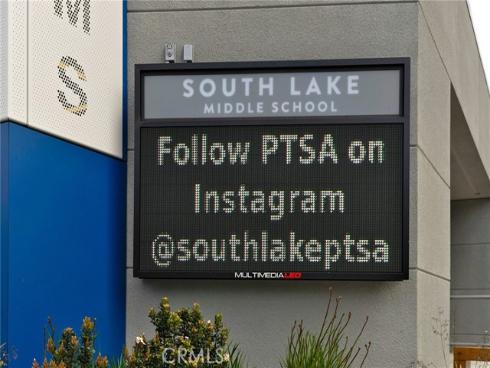 MS
SOUTH LAKE
MIDDLE SCHOOL
Follow PTSA on
Instagram
@southlakeptsa
MULTIMEDIALED
CRMLS